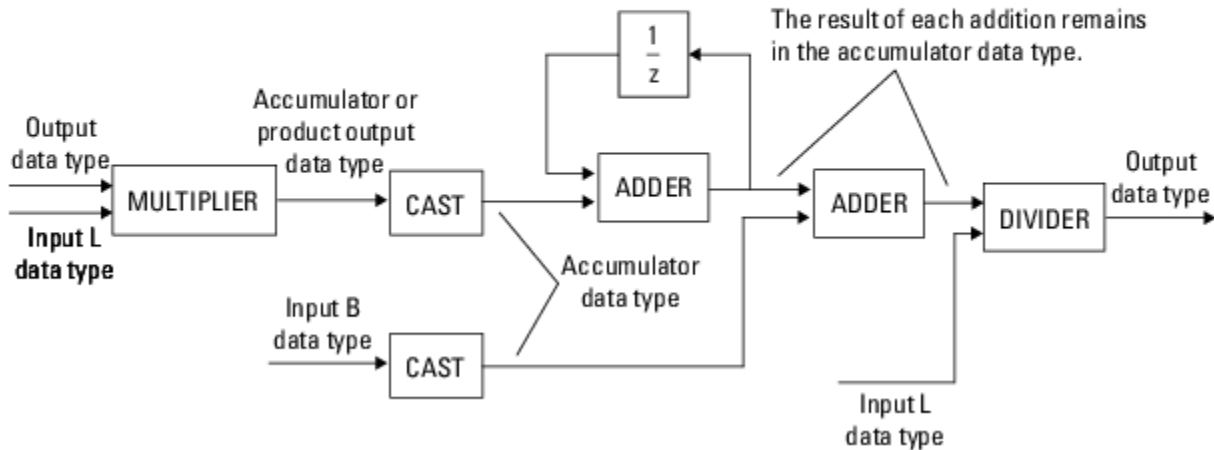 The result of each addition remains
in the accumulator data type.
1
z
Accumulator or
product output
data type
Output
data type
MULTIPLIER
CAST
ADDER
ADDER
DIVIDER
Output
data type
Input L
data type
Accumulator
data type
Input B
data type
CAST
Input L
data type